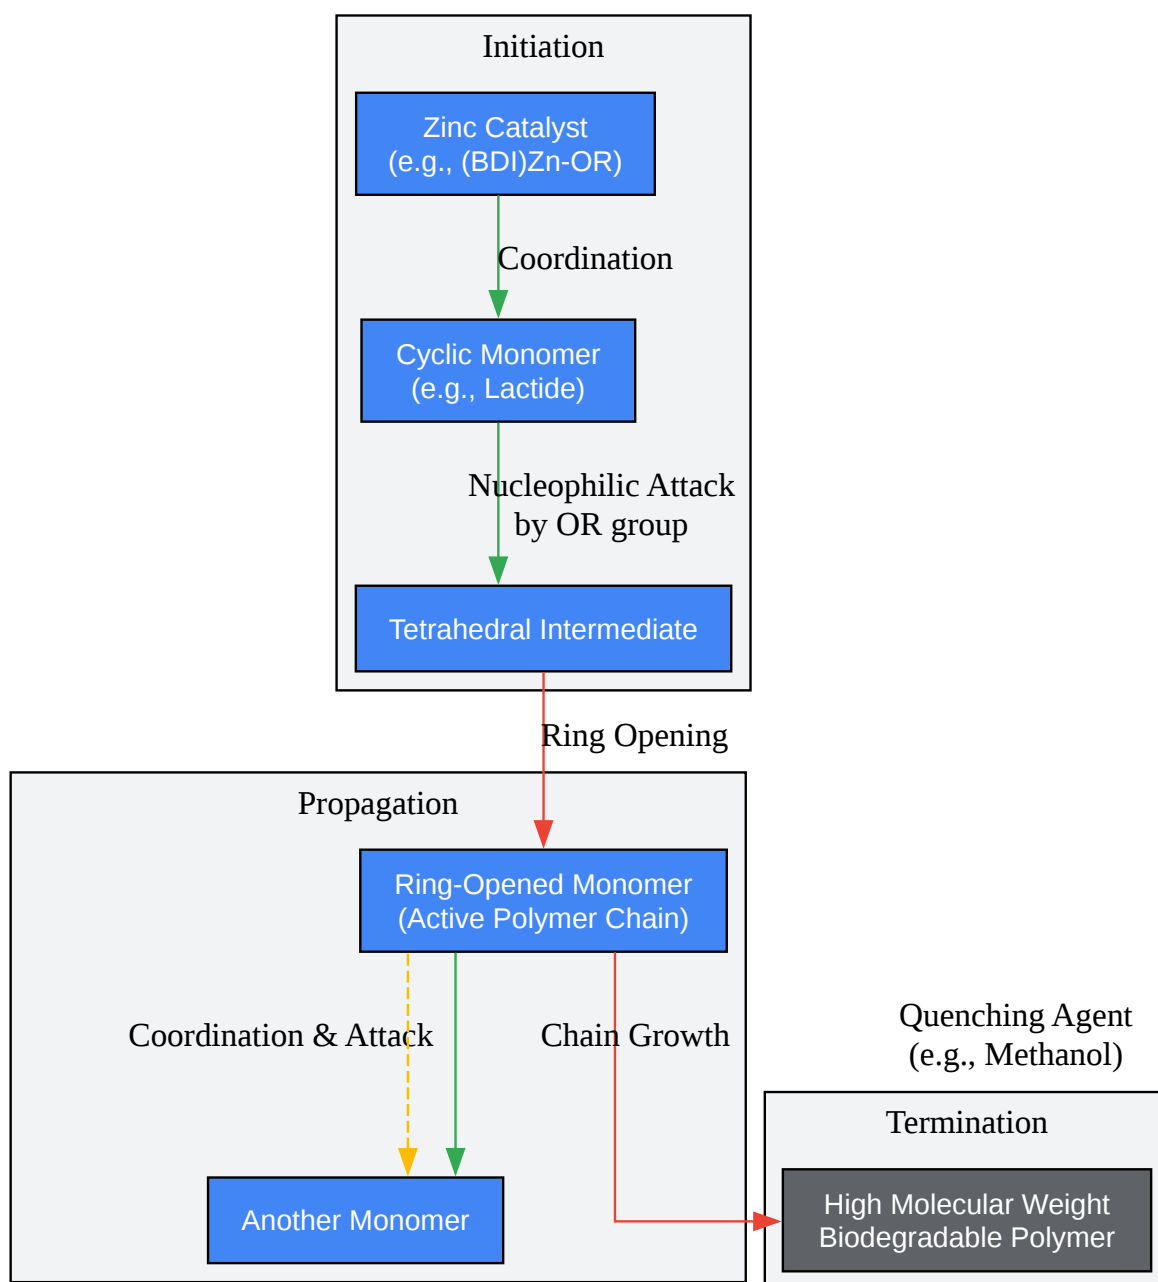 Initiation
Zinc Catalyst
(e.g., (BDI)Zn-OR)
Coordination
Cyclic Monomer
(e.g., Lactide)
Nucleophilic Attack
by OR group
Tetrahedral Intermediate
Ring Opening
Propagation
Ring-Opened Monomer
(Active Polymer Chain)
Coordination & Attack
Chain Growth
Quenching Agent
(e.g., Methanol)
Termination
Another Monomer
High Molecular Weight
Biodegradable Polymer